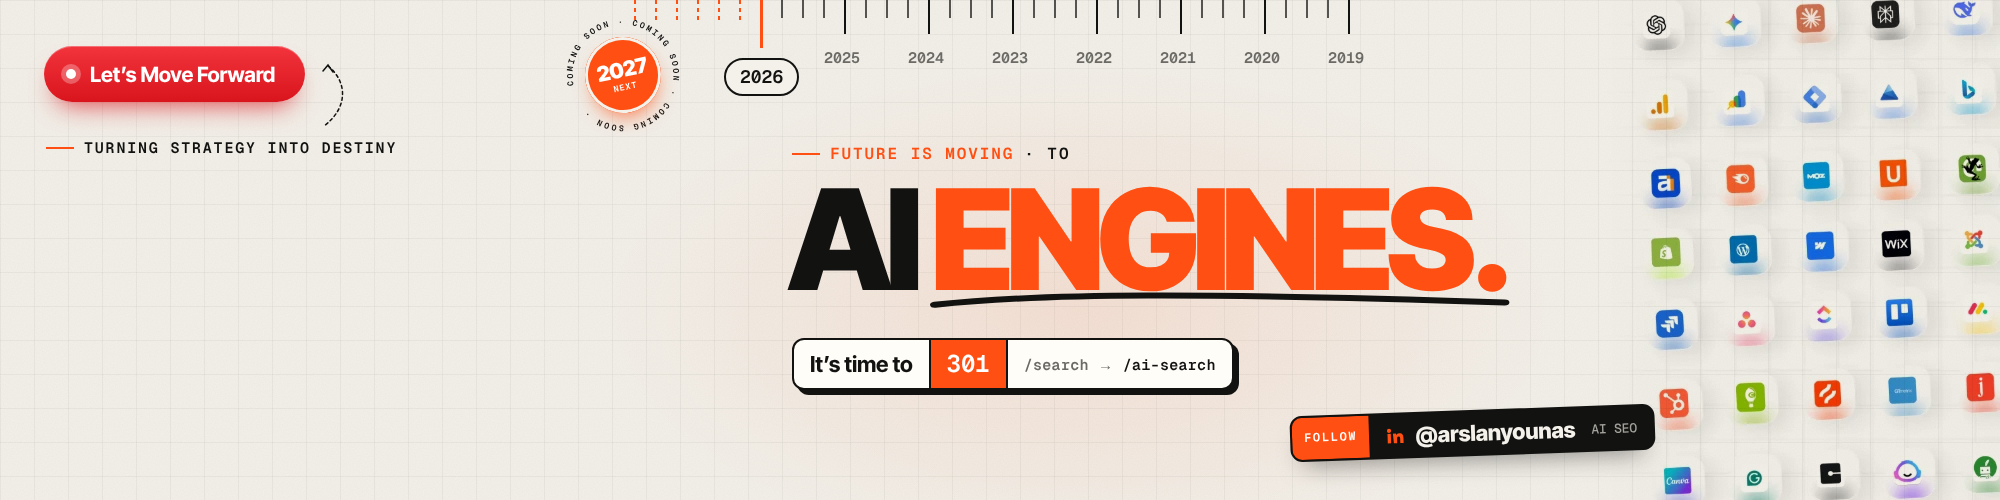 Let's Move Forward
TURNING STRATEGY INTO DESTINY
COMING SOON · COMING SOON · COMING SOON ·
2027
NEXT
2026
2025
2024
2023
2022
2021
2020
2019
FUTURE IS MOVING · TO
AI ENGINES.
It's time to 301 /search → /ai-search
FOLLOW in @arslanyounas AI SEO
MOZ
U
WiX
j
Canva